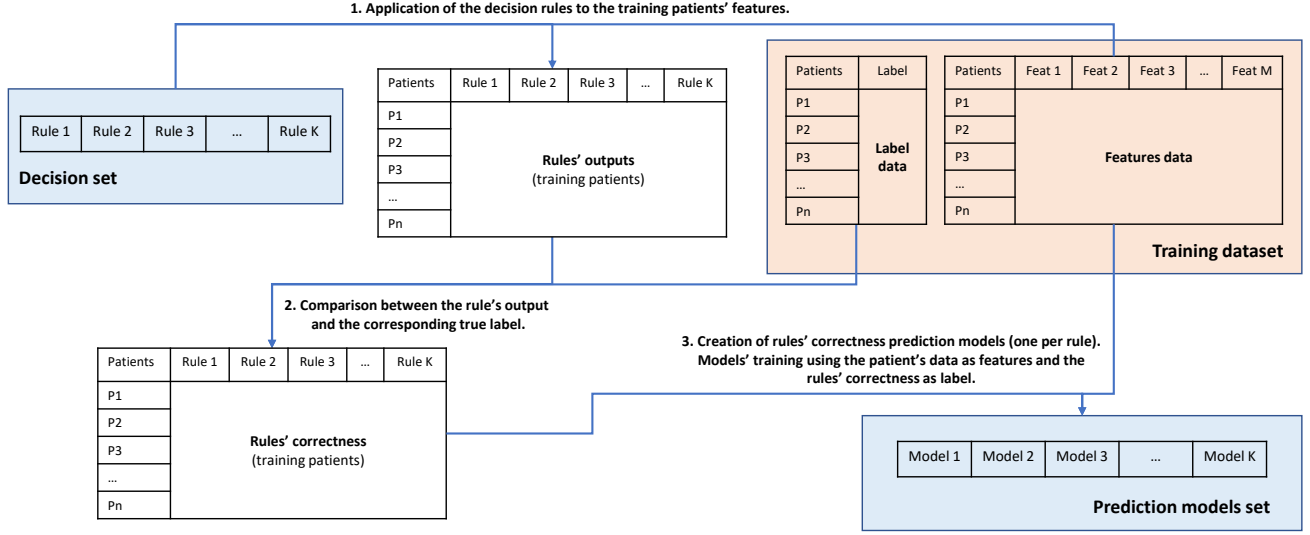 1. Application of the decision rules to the training patients' features.
Rule 1 Rule 2 Rule 3 ... Rule K
Decision set
Patients Rule 1 Rule 2 Rule 3 ... Rule K
P1
P2
P3
...
Pn
Rules' outputs
(training patients)
Patients Label
P1
P2
P3
...
Pn
Label
data
Patients Feat 1 Feat 2 Feat 3 ... Feat M
P1
P2
P3
...
Pn
Features data
Training dataset
2. Comparison between the rule's output
and the corresponding true label.
Patients Rule 1 Rule 2 Rule 3 ... Rule K
P1
P2
P3
...
Pn
Rules' correctness
(training patients)
3. Creation of rules' correctness prediction models (one per rule).
Models' training using the patient's data as features and the
rules' correctness as label.
Model 1 Model 2 Model 3 ... Model K
Prediction models set